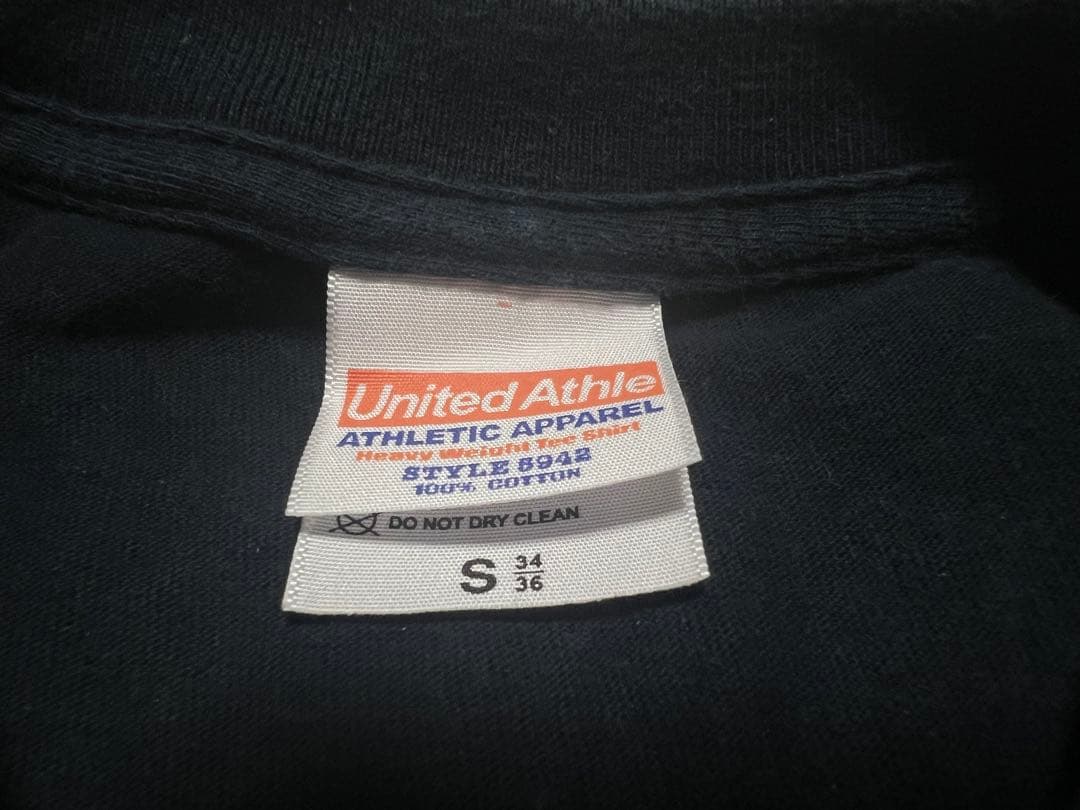 United Athle
ATHLETIC APPAREL
Heavy Weight Tee Shirt
STYLE 5942
100% COTTON
DO NOT DRY CLEAN
S 34
36